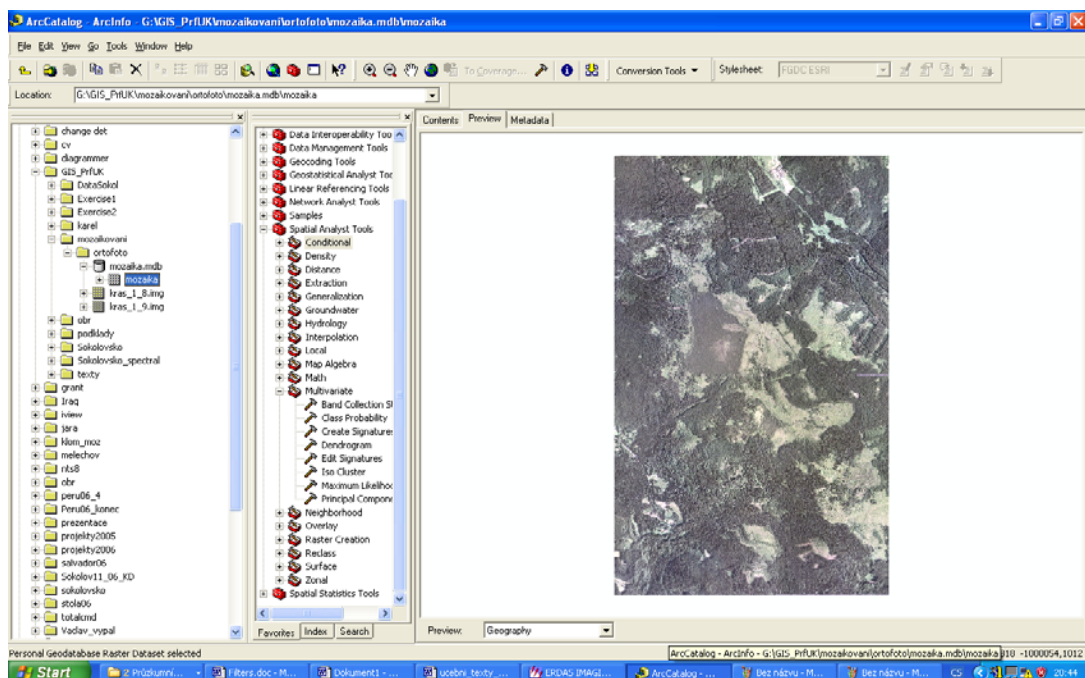 ArcCatalog - ArcInfo - G:\GIS_PrfUK\mozaikovani\ortofoto\mozaika.mdb\mozaika
File Edit View Go Tools Window Help
To Coverage... Conversion Tools Stylesheet: FGDC ESRI
Location: G:\GIS_PrfUK\mozaikovani\ortofoto\mozaika.mdb\mozaika
change det
cv
diagrammer
GIS_PrfUK
DataSokol
Exercise1
Exercise2
karel
mozaikovani
ortofoto
mozaika.mdb
mozaika
kras_1_8.img
kras_1_9.img
obr
podklady
Sokolovsko
Sokolovsko_spectral
texty
grant
Iraq
iview
jara
klom_moz
melechov
nts8
obr
peru06_4
Peru06_konec
prezentace
projekty2005
projekty2006
salvador06
Sokolov11_06_KD
sokolovsko
stola06
totalcmd
Vaclav_vypal
Data Interoperability Too
Data Management Tools
Geocoding Tools
Geostatistical Analyst Too
Linear Referencing Tools
Network Analyst Tools
Samples
Spatial Analyst Tools
Conditional
Density
Distance
Extraction
Generalization
Groundwater
Hydrology
Interpolation
Local
Map Algebra
Math
Multivariate
Band Collection St
Class Probability
Create Signatures
Dendrogram
Edit Signatures
Iso Cluster
Maximum Likelihoo
Principal Compone
Neighborhood
Overlay
Raster Creation
Reclass
Surface
Zonal
Spatial Statistics Tools
Favorites Index Search
Contents Preview Metadata
Preview: Geography
Personal Geodatabase Raster Dataset selected
ArcCatalog - ArcInfo - G:\GIS_PrfUK\mozaikovani\ortofoto\mozaika.mdb\mozaika 018 -1000054,1012
Start 2 Průzkumní... Filters.doc - M... Dokument1 - ... ucebni_texty_... ERDAS IMAGI... ArcCatalog - ... Bez názvu - M... Bez názvu - M... CS 20:44